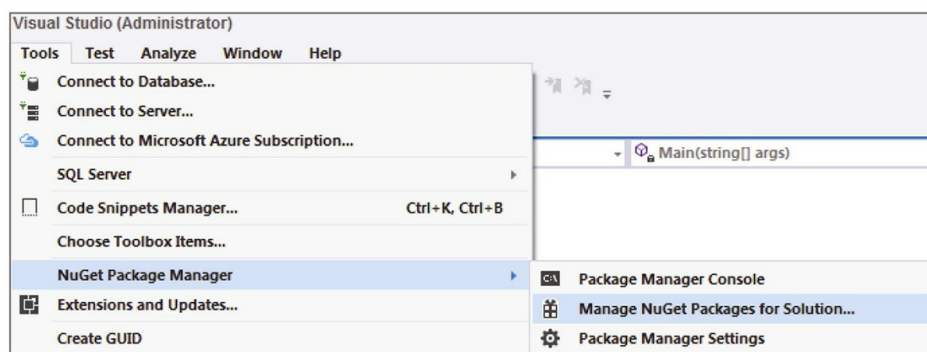 Visual Studio (Administrator)
Tools Test Analyze Window Help
Connect to Database...
Connect to Server...
Connect to Microsoft Azure Subscription...
Main(string[] args)
SQL Server
Code Snippets Manager... Ctrl+K, Ctrl+B
Choose Toolbox Items...
NuGet Package Manager
C:\ Package Manager Console
Extensions and Updates...
Manage NuGet Packages for Solution...
Create GUID
Package Manager Settings